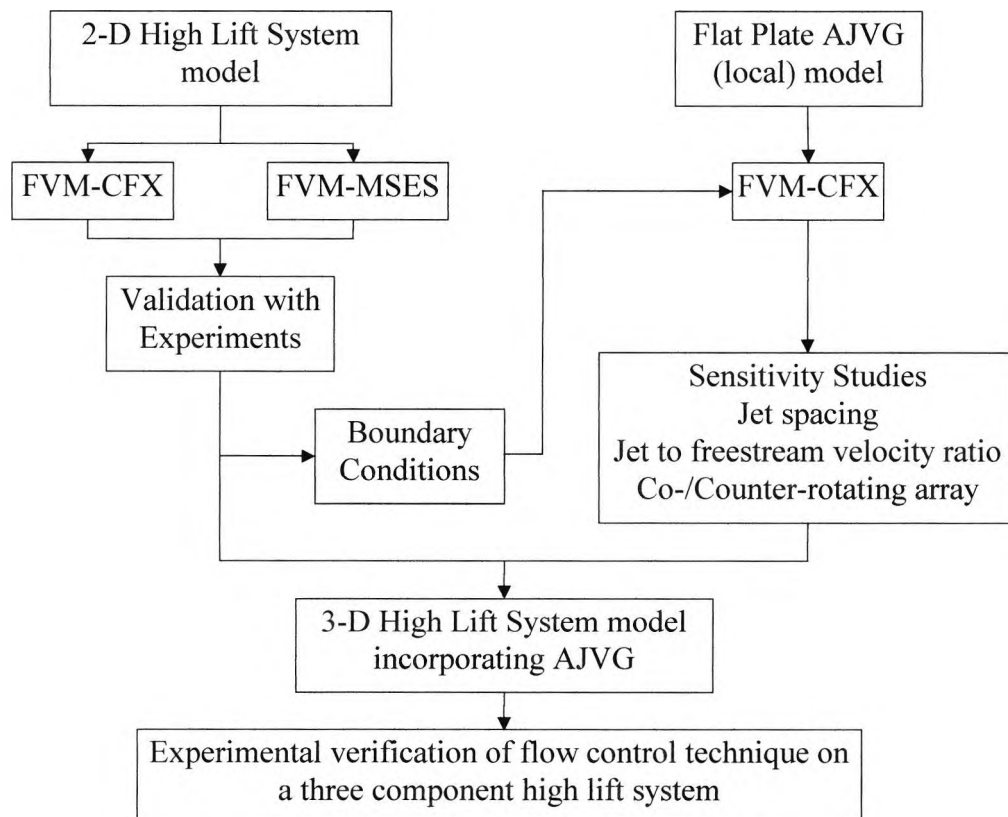 2-D High Lift System
model
Flat Plate AJVG
(local) model
FVM-CFX
FVM-MSES
FVM-CFX
Validation with
Experiments
Boundary
Conditions
Sensitivity Studies
Jet spacing
Jet to freestream velocity ratio
Co-/Counter-rotating array
3-D High Lift System model
incorporating AJVG
Experimental verification of flow control technique on
a three component high lift system